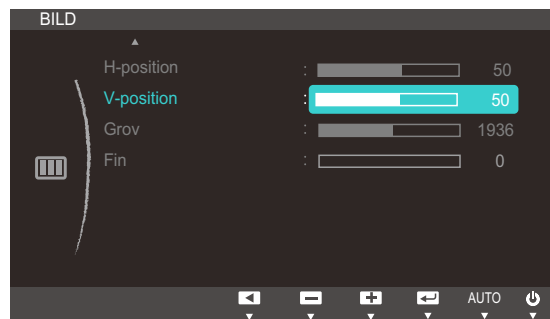 BILD
H-position : 50
V-position : 50
Grov : 1936
Fin : 0
AUTO